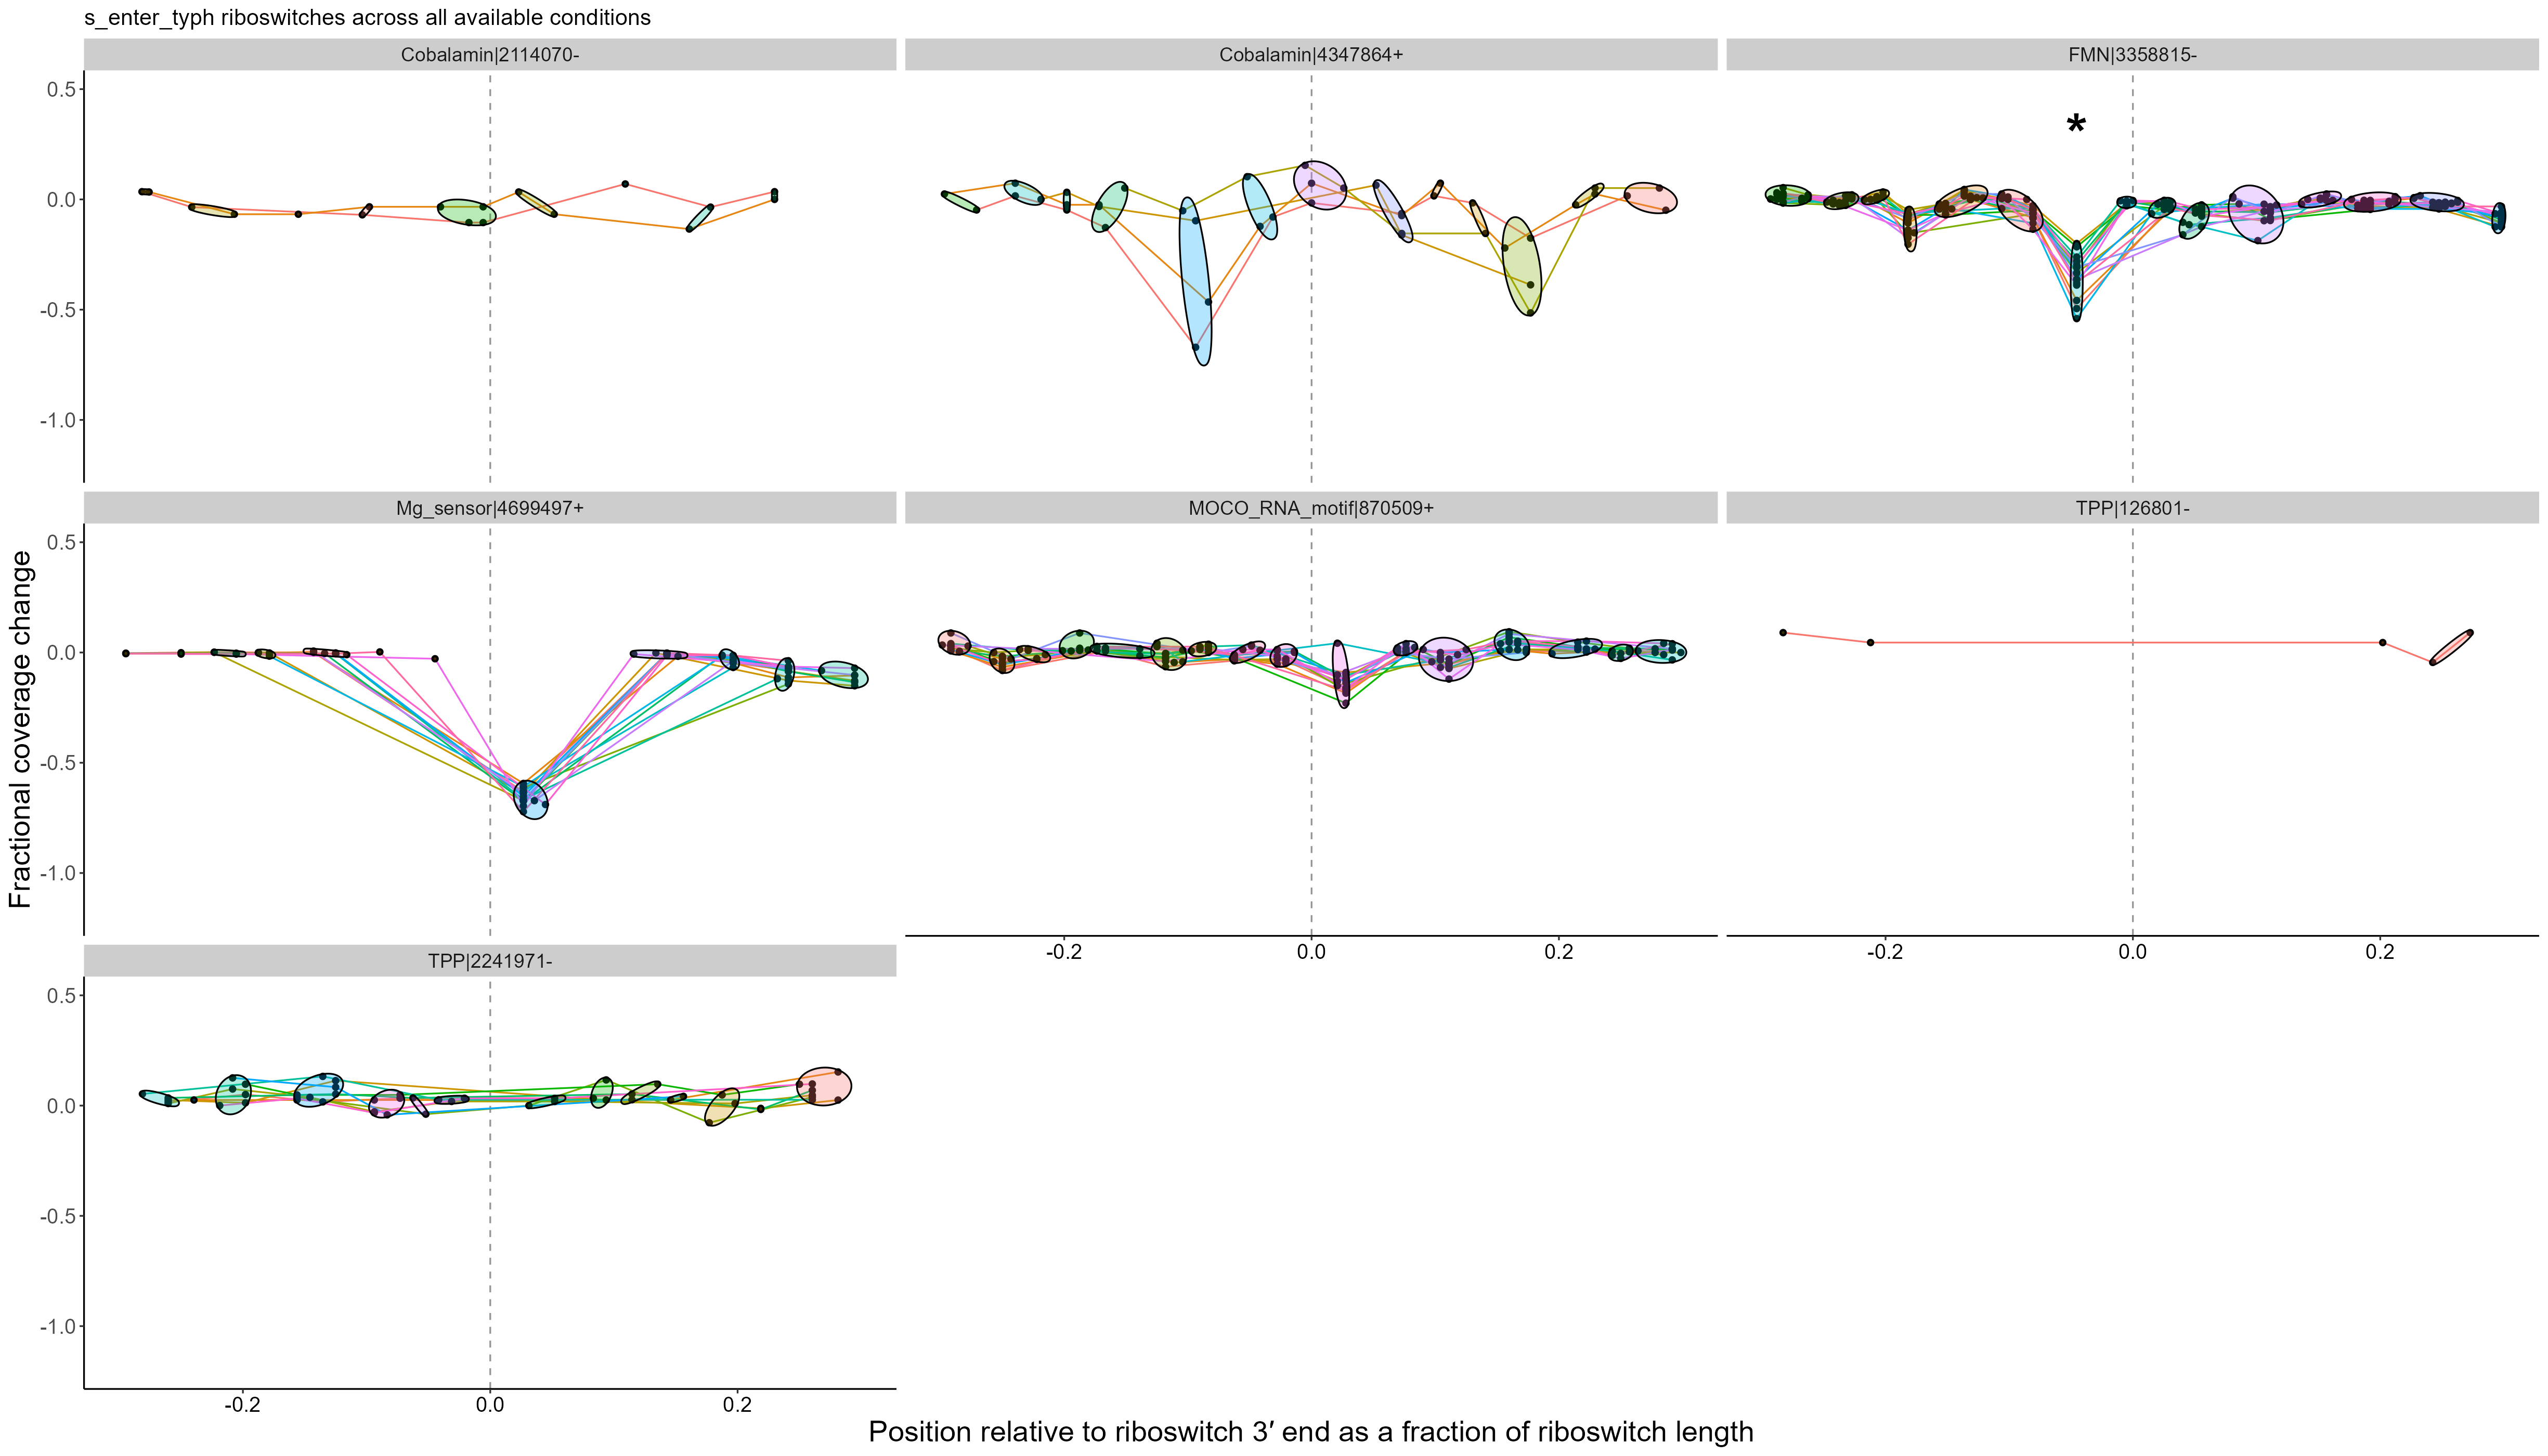 s_enter_typh riboswitches across all available conditions
Cobalamin|2114070-
Cobalamin|4347864+
FMN|3358815-
0.5
0.0
-0.5
-1.0
*
Mg_sensor|4699497+
MOCO_RNA_motif|870509+
TPP|126801-
0.5
0.0
-0.5
-1.0
-0.2 0.0 0.2
-0.2 0.0 0.2
TPP|2241971-
0.5
0.0
-0.5
-1.0
-0.2 0.0 0.2
Fractional coverage change
Position relative to riboswitch 3′ end as a fraction of riboswitch length